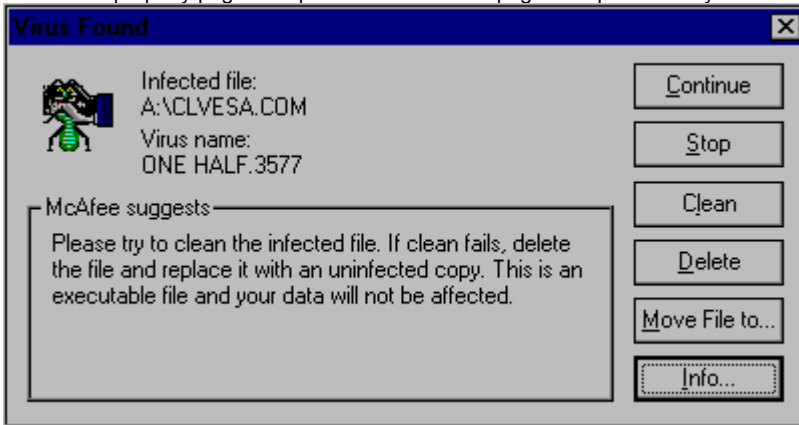 Virus Found
Infected file:
A:\CLVESA.COM
Virus name:
ONE HALF.3577
McAfee suggests
Please try to clean the infected file. If clean fails, delete
the file and replace it with an uninfected copy. This is an
executable file and your data will not be affected.
Continue
Stop
Clean
Delete
Move File to...
Info...